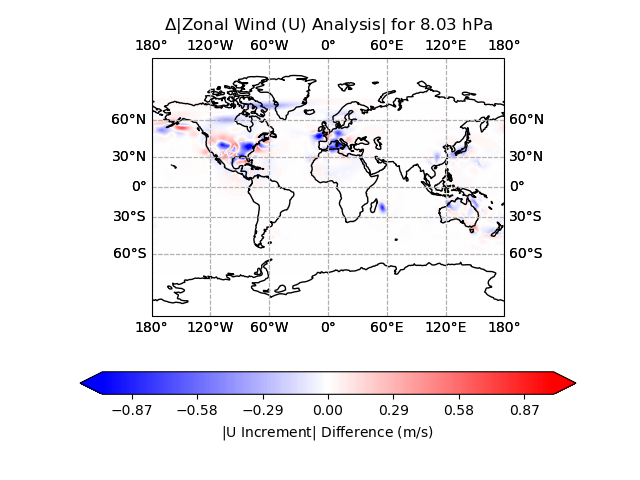 Δ|Zonal Wind (U) Analysis| for 8.03 hPa
180° 120°W 60°W 0° 60°E 120°E 180°
60°N 60°N
30°N 30°N
0° 0°
30°S 30°S
60°S 60°S
180° 120°W 60°W 0° 60°E 120°E 180°
−0.87 −0.58 −0.29 0.00 0.29 0.58 0.87
|U Increment| Difference (m/s)